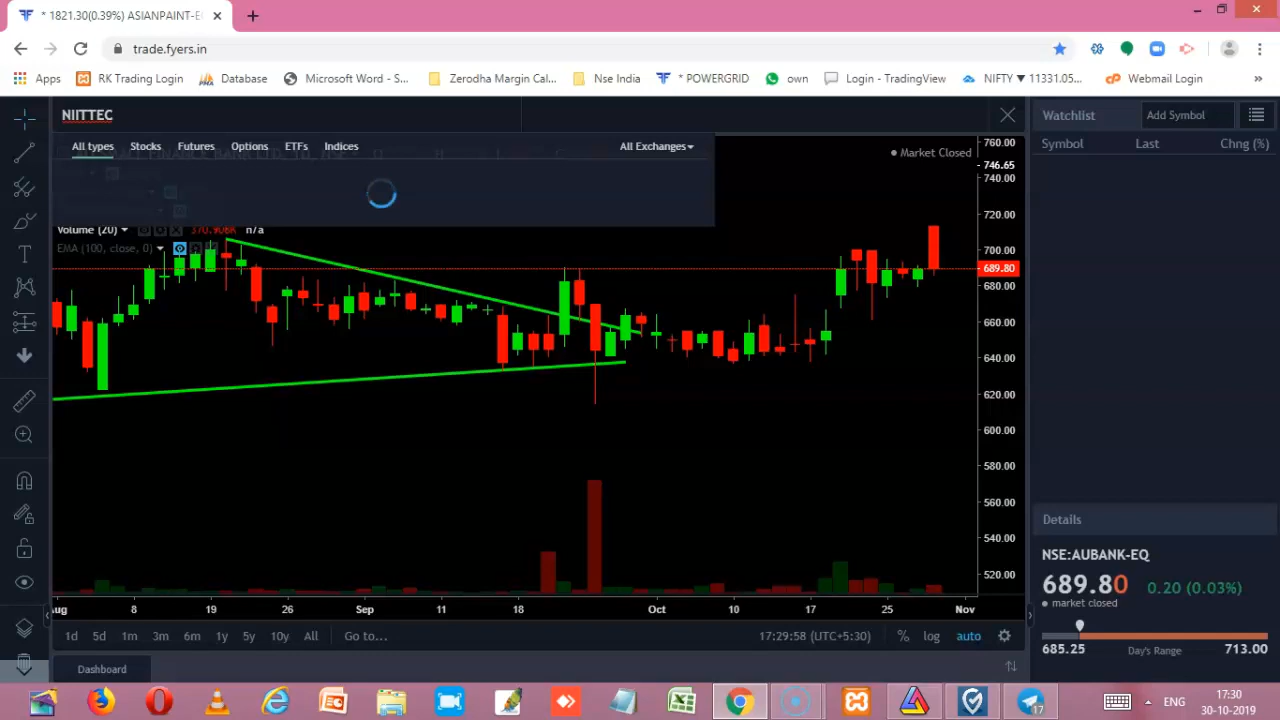 * 1821.30(0.39%) ASIANPAINT-E
trade.fyers.in
Apps RK Trading Login Database Microsoft Word - S... Zerodha Margin Cal... Nse India * POWERGRID own Login - TradingView NIFTY ▼ 11331.05... Webmail Login »
NIITTEC
Watchlist Add Symbol
All types Stocks Futures Options ETFs Indices All Exchanges
Symbol Last Chng (%)
Market Closed
760.00
746.65
740.00
720.00
700.00
689.80
680.00
660.00
640.00
620.00
600.00
580.00
560.00
540.00
520.00
Volume (20) 370.906K n/a
EMA (100, close, 0)
Aug 8 19 26 Sep 11 18 Oct 10 17 25 Nov
1d 5d 1m 3m 6m 1y 5y 10y All Go to... 17:29:58 (UTC+5:30) % log auto
Dashboard
Details
NSE:AUBANK-EQ
689.80 0.20 (0.03%)
market closed
685.25 Day's Range 713.00
17
ENG
17:30
30-10-2019